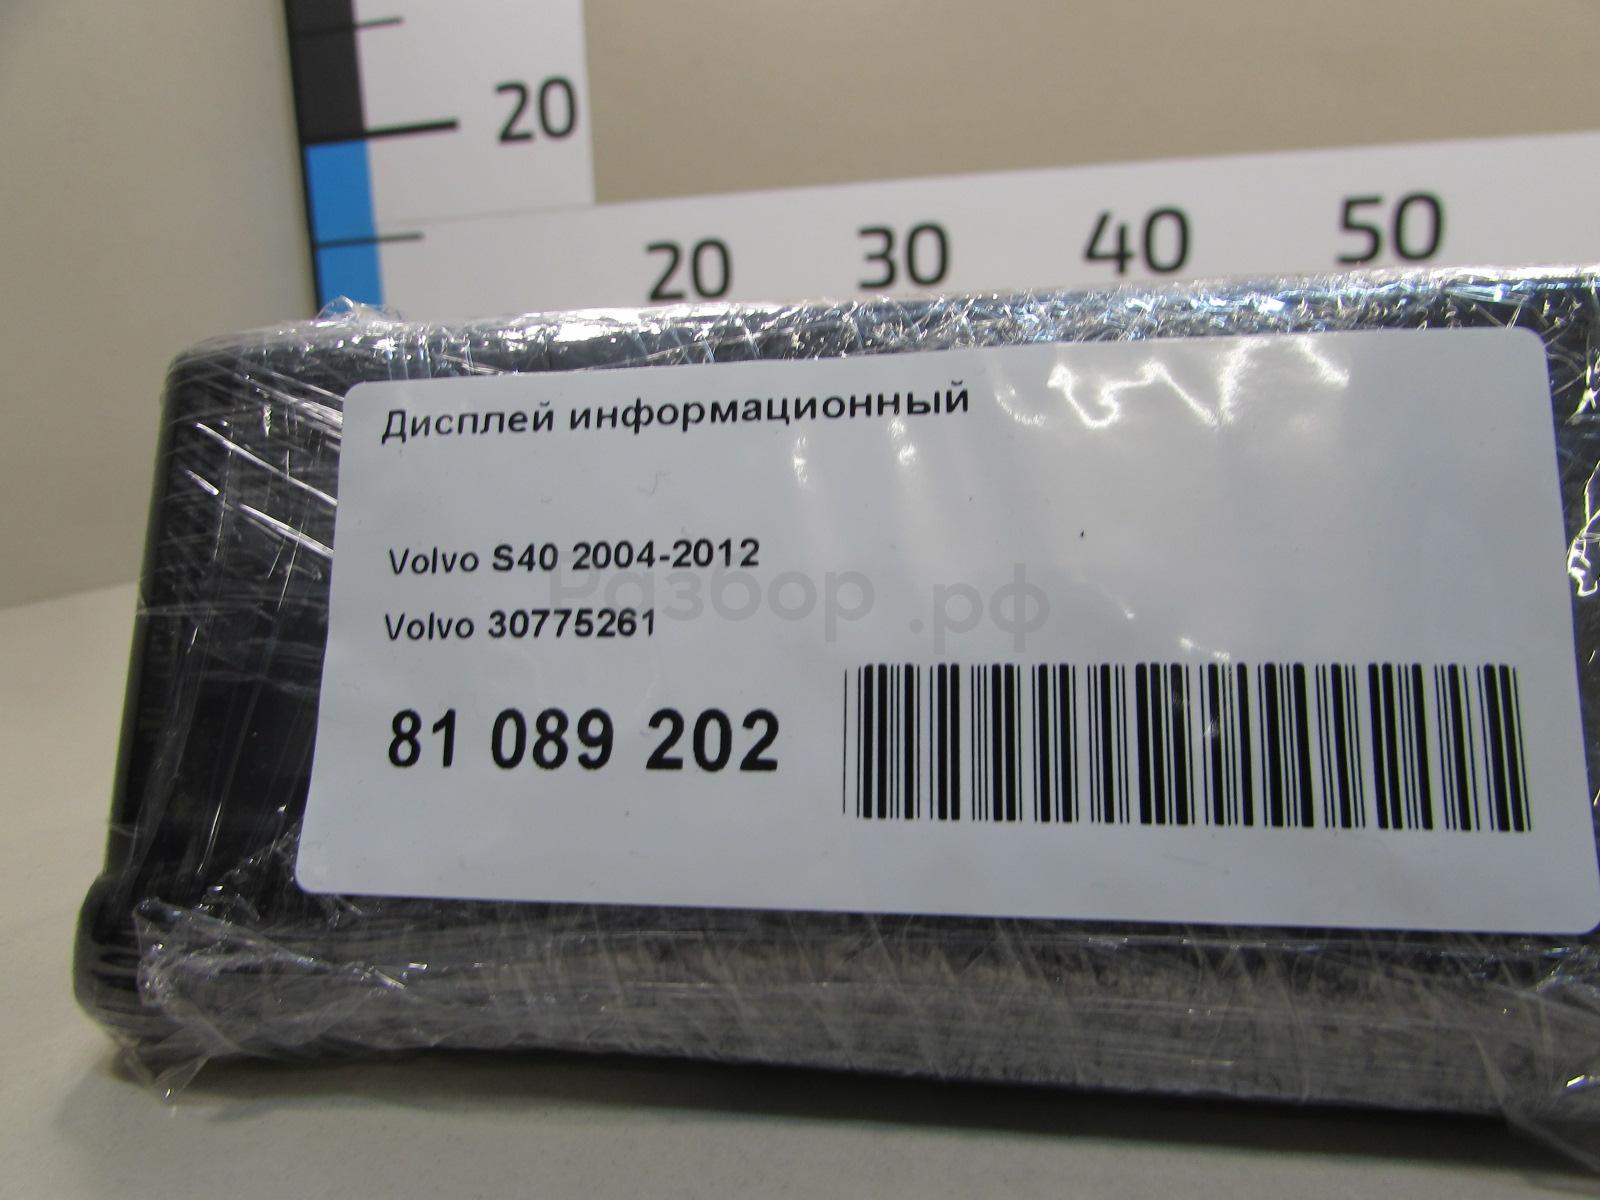 20
20 30 40 50
Дисплей информационный
Volvo S40 2004-2012
Разбор.рф
Volvo 30775261
81 089 202